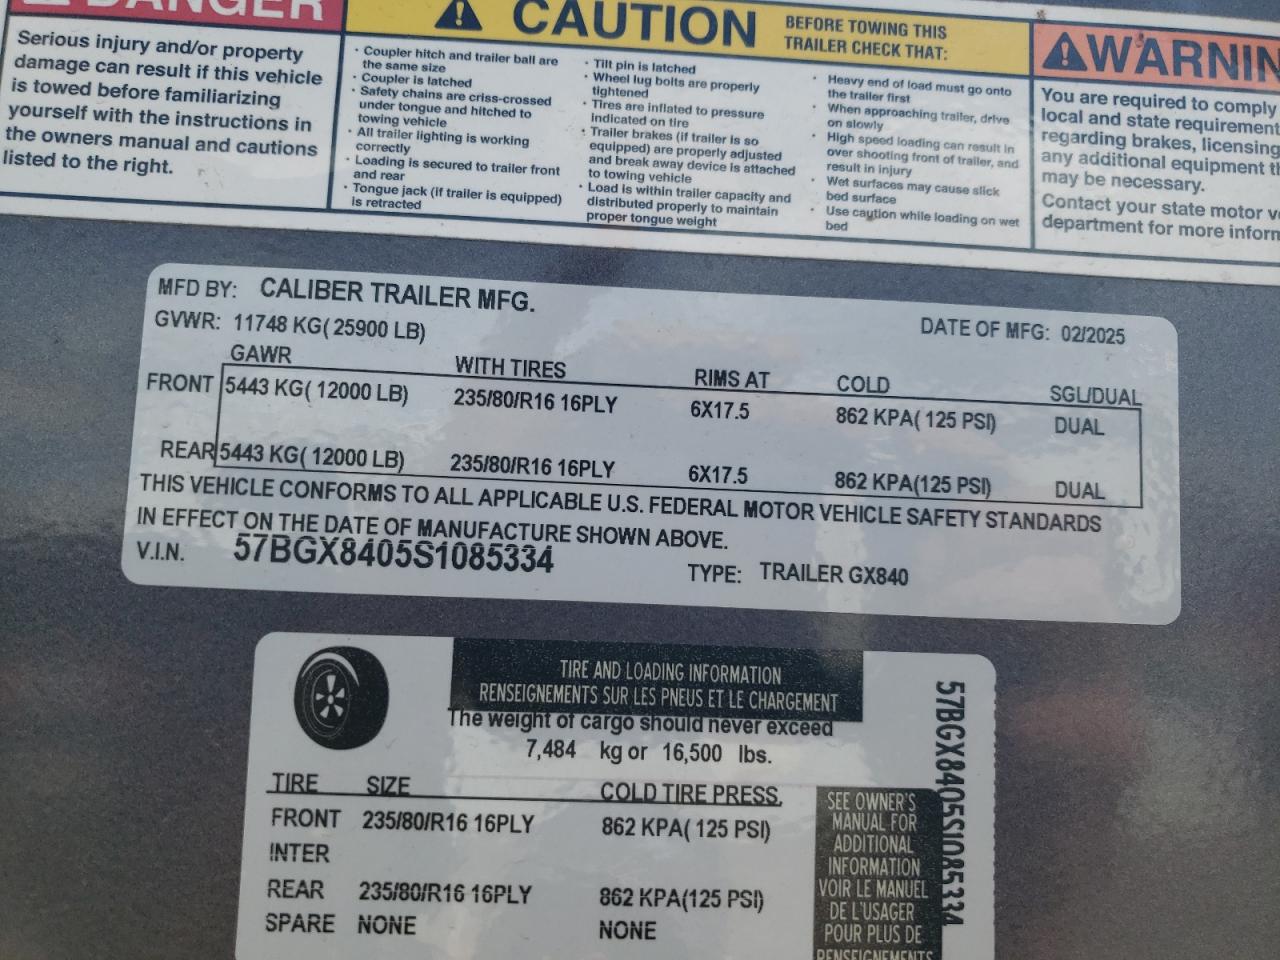 DANGER
Serious injury and/or property
damage can result if this vehicle
is towed before familiarizing
yourself with the instructions in
the owners manual and cautions
listed to the right.
CAUTION
BEFORE TOWING THIS
TRAILER CHECK THAT:
· Coupler hitch and trailer ball are
the same size
· Coupler is latched
· Safety chains are criss-crossed
under tongue and hitched to
towing vehicle
· All trailer lighting is working
correctly
· Loading is secured to trailer front
and rear
· Tongue jack (if trailer is equipped)
is retracted
· Tilt pin is latched
· Wheel lug bolts are properly
tightened
· Tires are inflated to pressure
indicated on tire
· Trailer brakes (if trailer is so
equipped) are properly adjusted
and break away device is attached
to towing vehicle
· Load is within trailer capacity and
distributed properly to maintain
proper tongue weight
· Heavy end of load must go onto
the trailer first
· When approaching trailer, drive
on slowly
· High speed loading can result in
over shooting front of trailer, and
result in injury
· Wet surfaces may cause slick
bed surface
· Use caution while loading on wet
bed
WARNIN
You are required to comply
local and state requirement
regarding brakes, licensing
any additional equipment th
may be necessary.
Contact your state motor v
department for more inform
MFD BY: CALIBER TRAILER MFG.
DATE OF MFG: 02/2025
GVWR: 11748 KG( 25900 LB)
GAWR WITH TIRES RIMS AT COLD SGL/DUAL
FRONT 5443 KG( 12000 LB) 235/80/R16 16PLY 6X17.5 862 KPA( 125 PSI) DUAL
REAR 5443 KG( 12000 LB) 235/80/R16 16PLY 6X17.5 862 KPA(125 PSI) DUAL
THIS VEHICLE CONFORMS TO ALL APPLICABLE U.S. FEDERAL MOTOR VEHICLE SAFETY STANDARDS
IN EFFECT ON THE DATE OF MANUFACTURE SHOWN ABOVE.
V.I.N. 57BGX8405S1085334 TYPE: TRAILER GX840
TIRE AND LOADING INFORMATION
RENSEIGNEMENTS SUR LES PNEUS ET LE CHARGEMENT
The weight of cargo should never exceed
7,484 kg or 16,500 lbs.
TIRE SIZE COLD TIRE PRESS.
FRONT 235/80/R16 16PLY 862 KPA( 125 PSI)
INTER
REAR 235/80/R16 16PLY 862 KPA(125 PSI)
SPARE NONE NONE
SEE OWNER'S
MANUAL FOR
ADDITIONAL
INFORMATION
VOIR LE MANUEL
DE L'USAGER
POUR PLUS DE
RENSEIGNEMENTS
57BGX8405S1085334